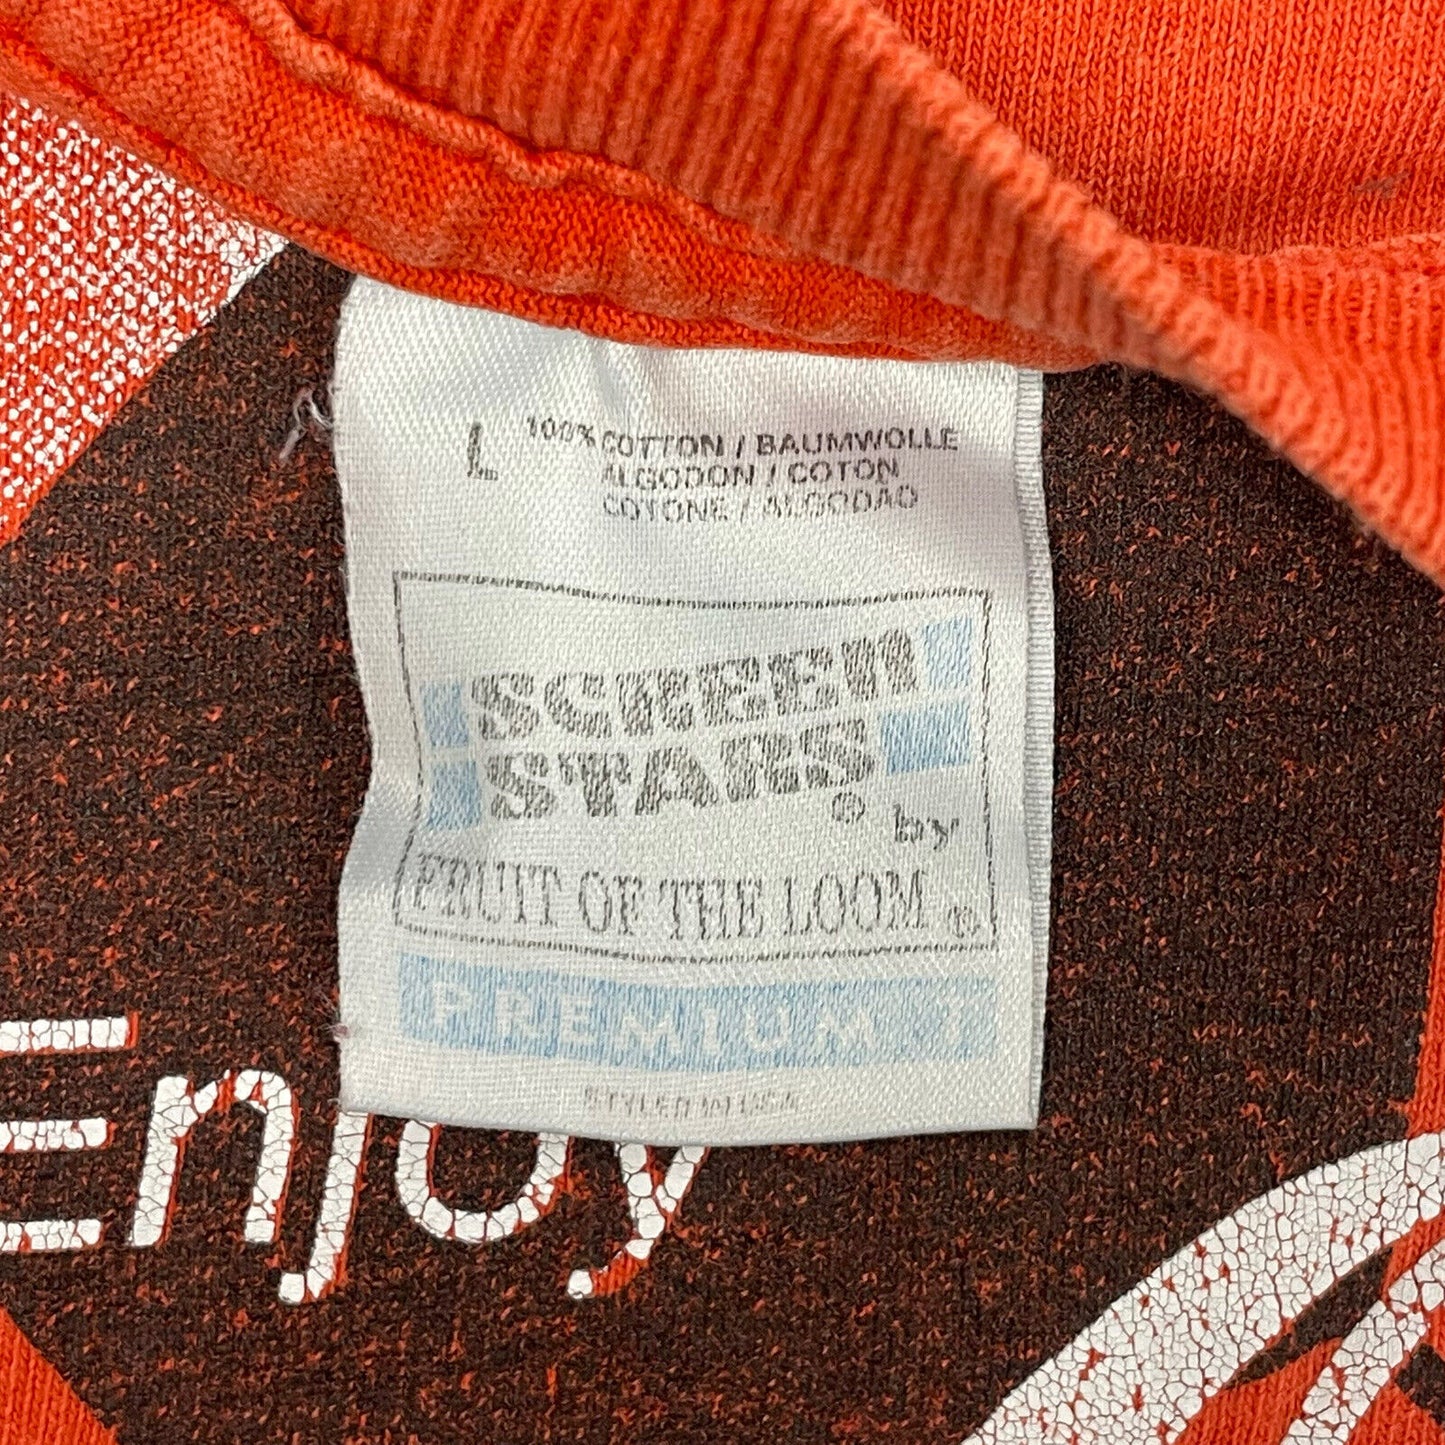 L
100% COTTON / BAUMWOLLE
ALGODON / COTON
COTONE / ALGODAO
SCREEN
STARS® by
FRUIT OF THE LOOM®
PREMIUM T
STYLED IN USA
Enjoy